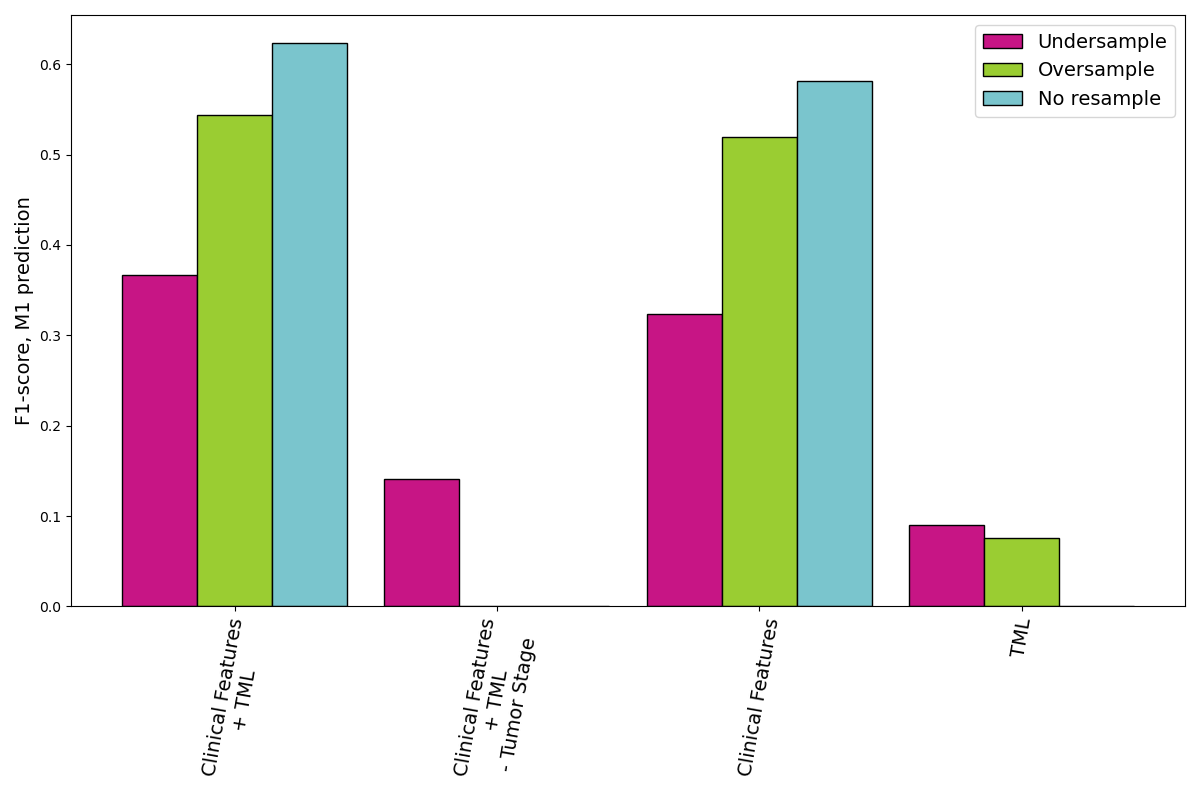 Undersample
Oversample
No resample
F1-score, M1 prediction
0.6
0.5
0.4
0.3
0.2
0.1
0.0
Clinical Features
+ TML
Clinical Features
+ TML
- Tumor Stage
Clinical Features
TML